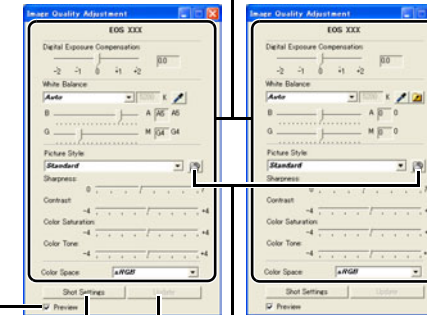 Image Quality Adjustment
EOS XXX
Digital Exposure Compensation:
0.0
-2 -1 0 +1 +2
White Balance:
Auto 5200 K
B A A5 A5
G M G4 G4
Picture Style:
Standard
Sharpness:
0 7
Contrast:
-4 +4
Color Saturation:
-4 +4
Color Tone:
-4 +4
Color Space: sRGB
Shot Settings Update
Preview
Image Quality Adjustment
EOS XXX
Digital Exposure Compensation:
0.0
-2 -1 0 +1 +2
White Balance:
Auto K
B A 0 0
G M 0 0
Picture Style:
Standard
Sharpness:
0 7
Contrast:
-4 +4
Color Saturation:
-4 +4
Color Tone:
-4 +4
Color Space: sRGB
Shot Settings Update
Preview